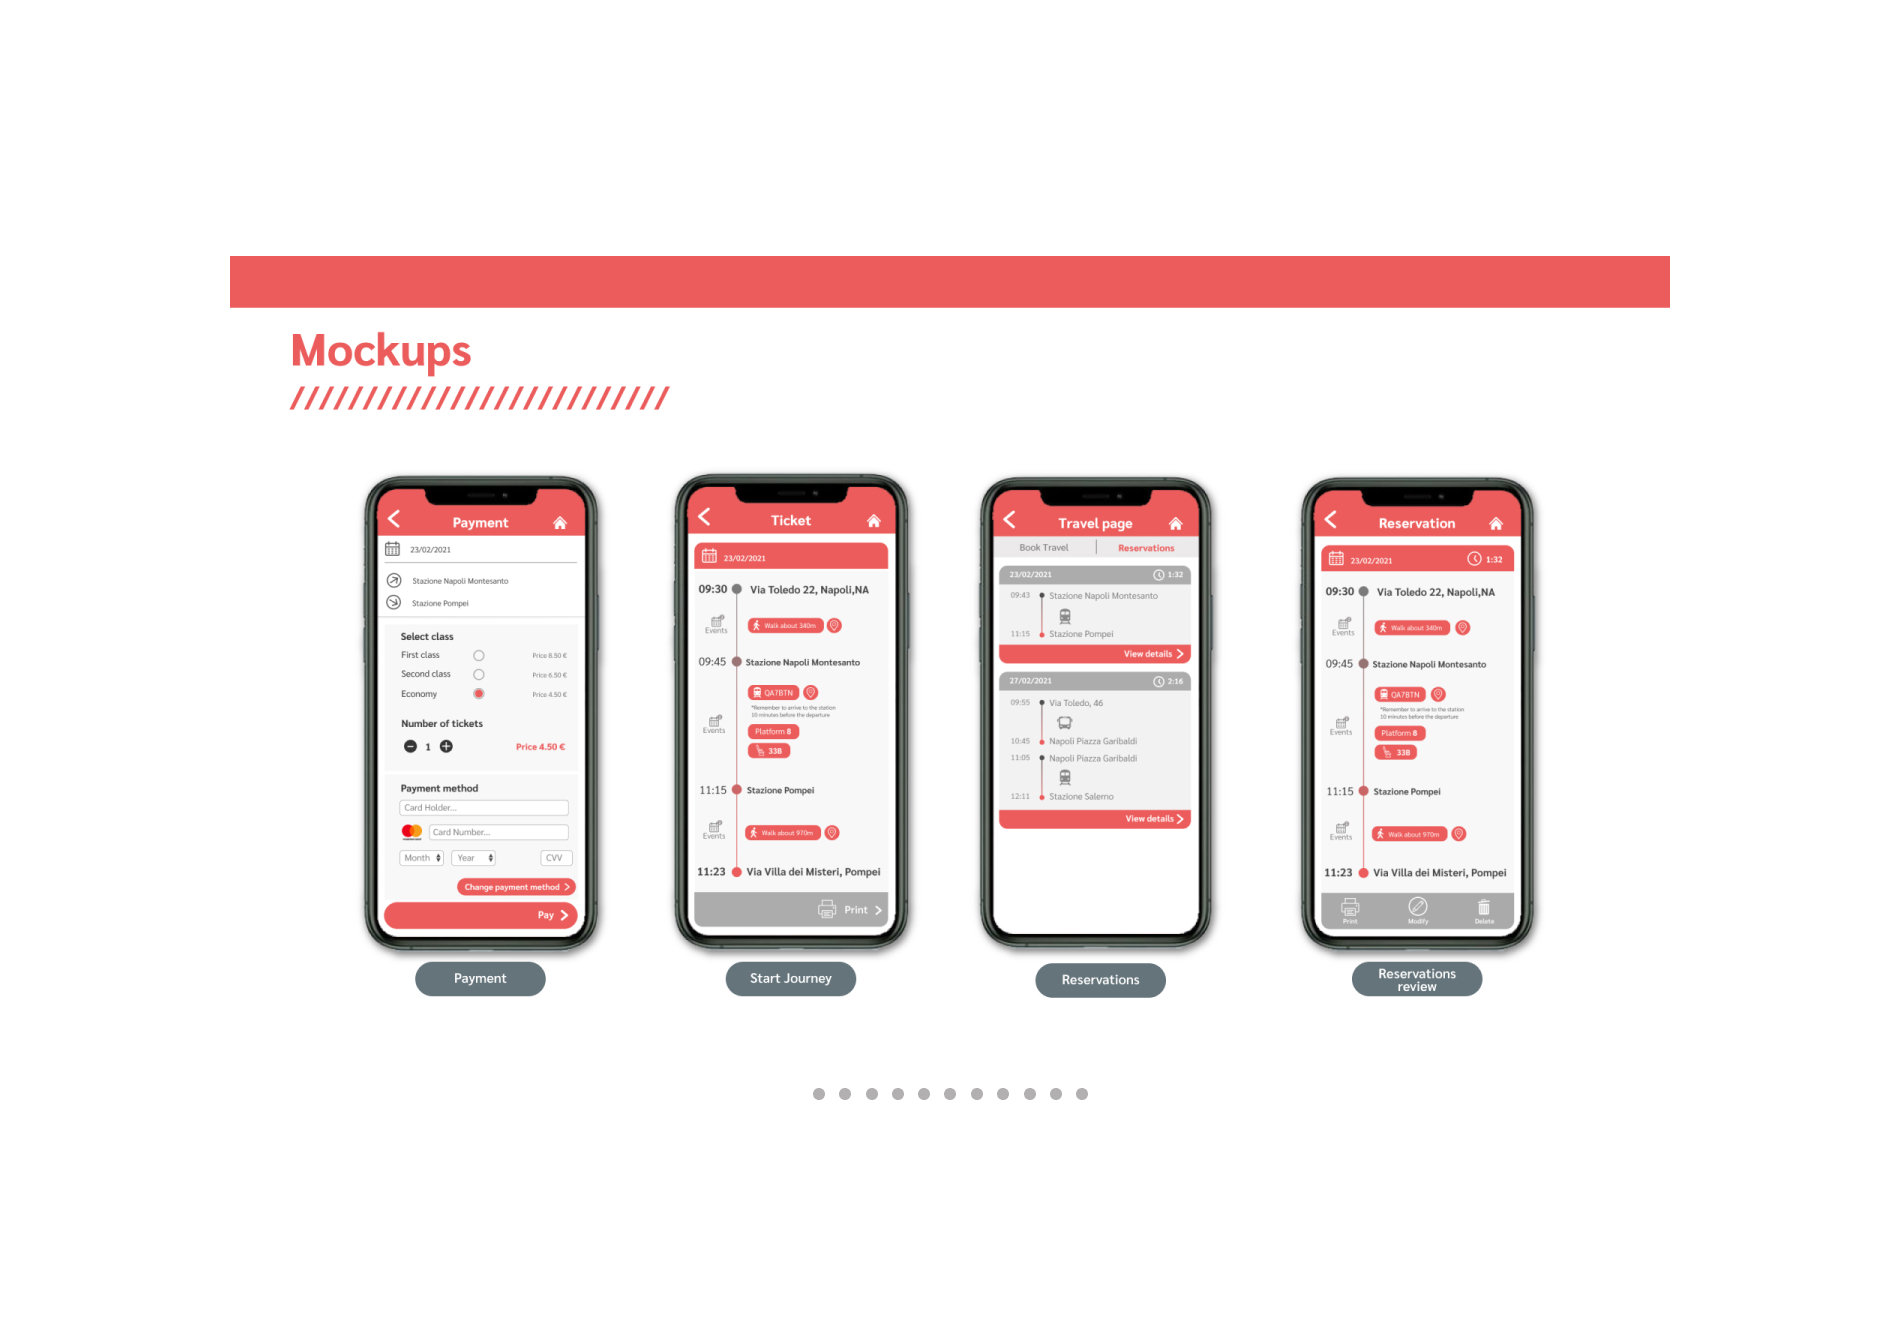 Mockups
Payment
23/02/2021
Stazione Napoli Montesanto
Stazione Pompei
Select class
First class Price 8.50 €
Second class Price 6.50 €
Economy Price 4.50 €
Number of tickets
1 Price 4.50 €
Payment method
Card Holder...
Card Number...
Month Year CVV
Change payment method
Pay
Payment
Ticket
23/02/2021
09:30 Via Toledo 22, Napoli,NA
Events Walk about 340m
09:45 Stazione Napoli Montesanto
QA7BTN
*Remember to arrive to the station
10 minutes before the departure
Events Platform 8
33B
11:15 Stazione Pompei
Events Walk about 970m
11:23 Via Villa dei Misteri, Pompei
Print
Start Journey
Travel page
Book Travel Reservations
23/02/2021 1:32
09:43 Stazione Napoli Montesanto
11:15 Stazione Pompei
View details
27/02/2021 2:16
09:55 Via Toledo, 46
10:45 Napoli Piazza Garibaldi
11:05 Napoli Piazza Garibaldi
12:11 Stazione Salerno
View details
Reservations
Reservation
23/02/2021 1:32
09:30 Via Toledo 22, Napoli,NA
Events Walk about 340m
09:45 Stazione Napoli Montesanto
QA7BTN
*Remember to arrive to the station
10 minutes before the departure
Events Platform 8
33B
11:15 Stazione Pompei
Events Walk about 970m
11:23 Via Villa dei Misteri, Pompei
Print Modify Delete
Reservations
review